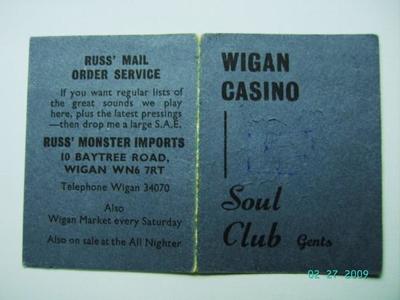 RUSS' MAIL
ORDER SERVICE
If you want regular lists of
the great sounds we play
here, plus the latest pressings
—then drop me a large S.A.E.
RUSS' MONSTER IMPORTS
10 BAYTREE ROAD,
WIGAN WN6 7RT
Telephone Wigan 34070
Also
Wigan Market every Saturday
Also on sale at the All Nighter
WIGAN
CASINO
Soul
Club Gents
02 27 2009